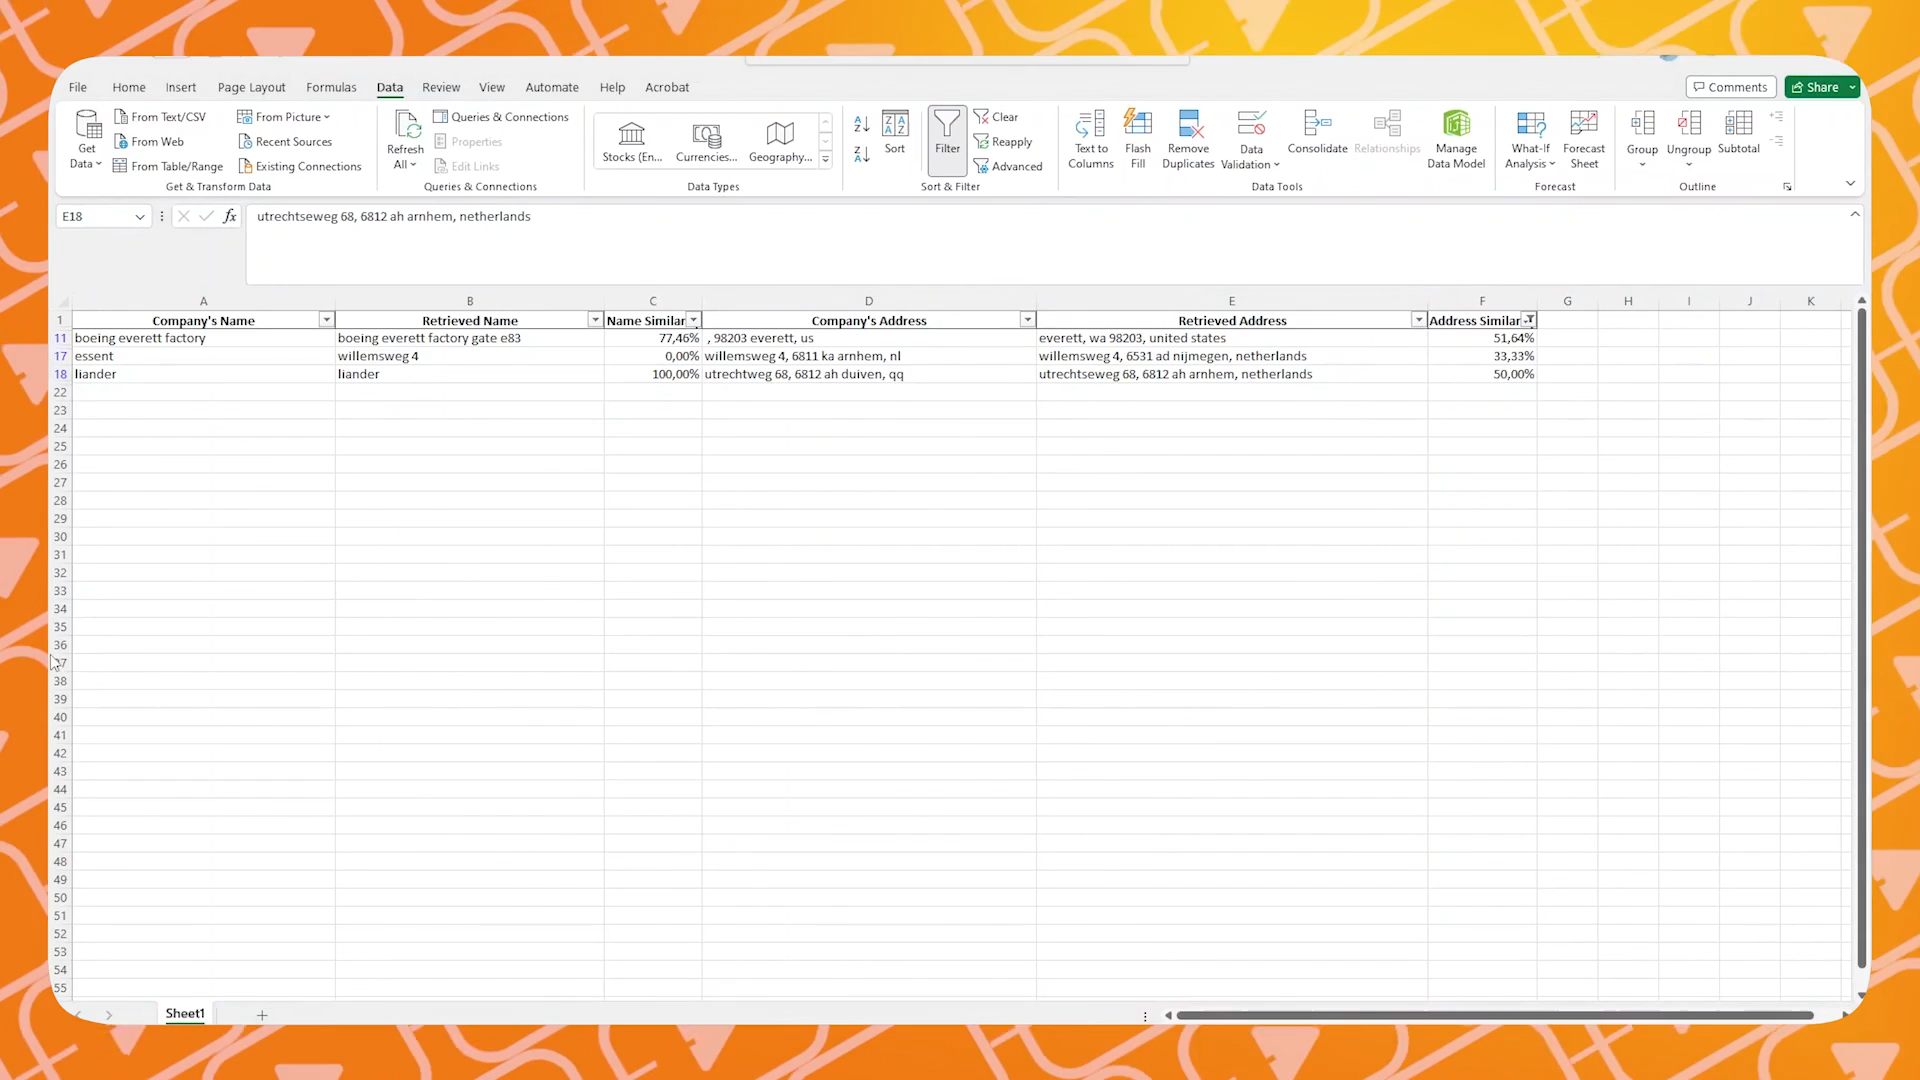 File Home Insert Page Layout Formulas Data Review View Automate Help Acrobat Comments Share
Get Data
From Text/CSV
From Web
From Table/Range
From Picture
Recent Sources
Existing Connections
Get & Transform Data
Refresh All
Queries & Connections
Properties
Edit Links
Queries & Connections
Stocks (En... Currencies... Geography...
Data Types
Sort
Filter
Clear
Reapply
Advanced
Sort & Filter
Text to Columns
Flash Fill
Remove Duplicates
Data Validation
Consolidate
Relationships
Manage Data Model
Data Tools
What-If Analysis
Forecast Sheet
Forecast
Group
Ungroup
Subtotal
Outline
E18 fx utrechtseweg 68, 6812 ah arnhem, netherlands
A B C D E F G H I J K
1 Company's Name Retrieved Name Name Similar Company's Address Retrieved Address Address Similar
11 boeing everett factory boeing everett factory gate e83 77,46% , 98203 everett, us everett, wa 98203, united states 51,64%
17 essent willemsweg 4 0,00% willemsweg 4, 6811 ka arnhem, nl willemsweg 4, 6531 ad nijmegen, netherlands 33,33%
18 liander liander 100,00% utrechtweg 68, 6812 ah duiven, qq utrechtseweg 68, 6812 ah arnhem, netherlands 50,00%
22
23
24
25
26
27
28
29
30
31
32
33
34
35
36
37
38
39
40
41
42
43
44
45
46
47
48
49
50
51
52
53
54
55
Sheet1